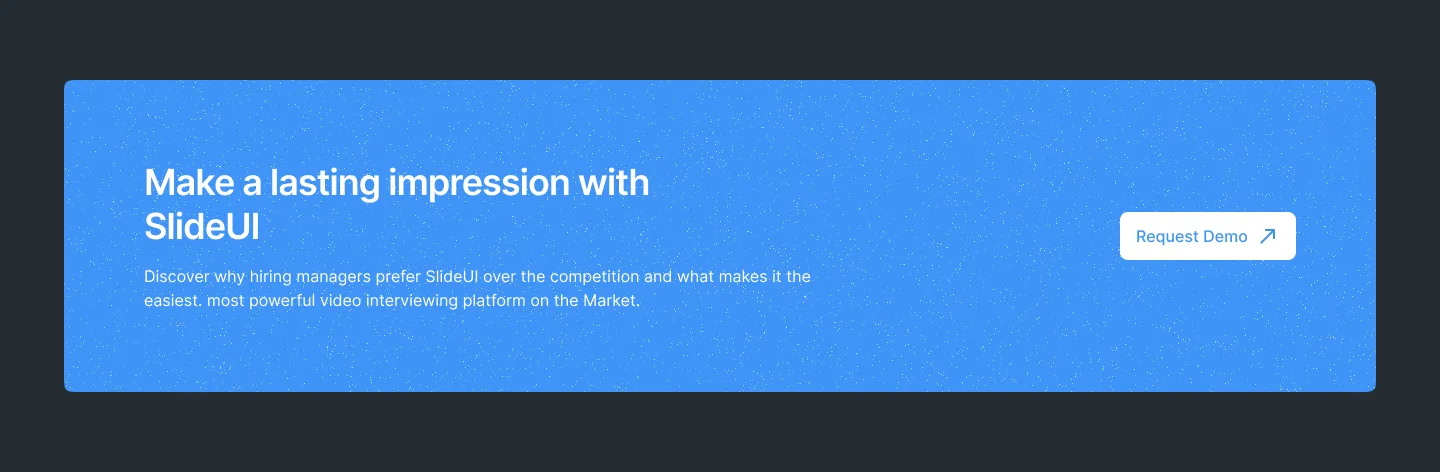 Make a lasting impression with
SlideUI
Discover why hiring managers prefer SlideUI over the competition and what makes it the
easiest. most powerful video interviewing platform on the Market.
Request Demo